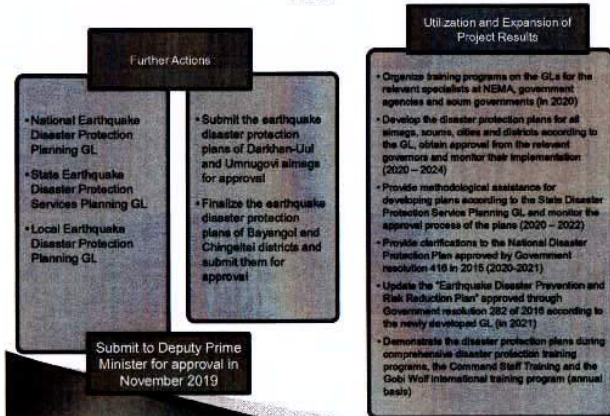 Further Actions
• National Earthquake
Disaster Protection
Planning GL
• State Earthquake
Disaster Protection
Services Planning GL
• Local Earthquake
Disaster Protection
Planning GL
• Submit the earthquake
disaster protection
plans of Darkhan-Uul
and Umnugovi aimags
for approval
• Finalize the earthquake
disaster protection
plans of Bayangol and
Chingeltei districts and
submit them for
approval
Submit to Deputy Prime
Minister for approval in
November 2019
Utilization and Expansion of
Project Results
• Organize training programs on the GLs for the
relevant specialists at NEMA, government
agencies and soum governments (in 2020)
• Develop the disaster protection plans for all
aimags, soums, cities and districts according to
the GL, obtain approval from the relevant
governors and monitor their implementation
(2020 – 2024)
• Provide methodological assistance for
developing plans according to the State Disaster
Protection Service Planning GL and monitor the
approval process of the plans (2020 – 2022)
• Provide clarifications to the National Disaster
Protection Plan approved by Government
resolution 416 in 2015 (2020-2021)
• Update the "Earthquake Disaster Prevention and
Risk Reduction Plan" approved through
Government resolution 282 of 2016 according to
the newly developed GL (in 2021)
• Demonstrate the disaster protection plans during
comprehensive disaster protection training
programs, the Command Staff Training and the
Gobi Wolf international training program (annual
basis)